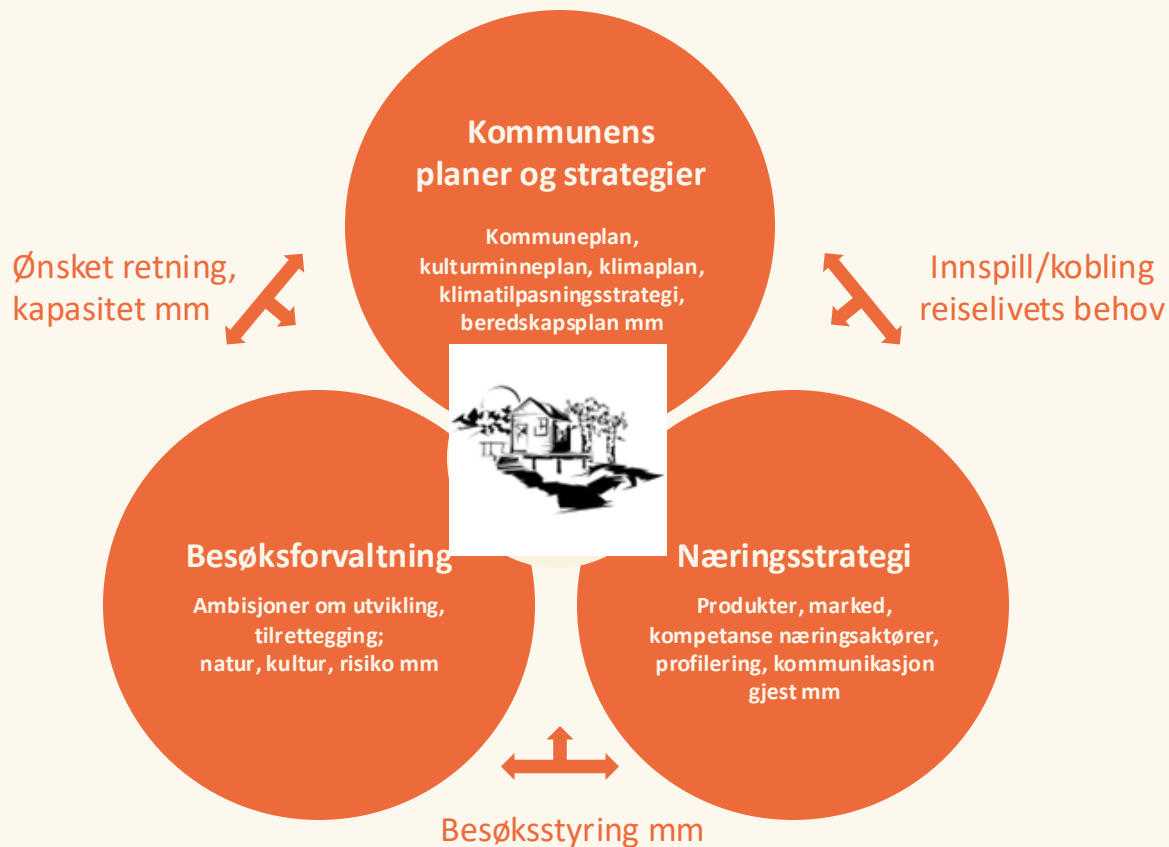 Kommunens
planer og strategier
Kommuneplan,
kulturminneplan, klimaplan,
klimatilpasningsstrategi,
beredskapsplan mm
Ønsket retning,
kapasitet mm
Innspill/kobling
reiselivets behov
Besøksforvaltning
Ambisjoner om utvikling,
tilrettegging;
natur, kultur, risiko mm
Næringsstrategi
Produkter, marked,
kompetanse næringsaktører,
profilering, kommunikasjon
gjest mm
Besøksstyring mm